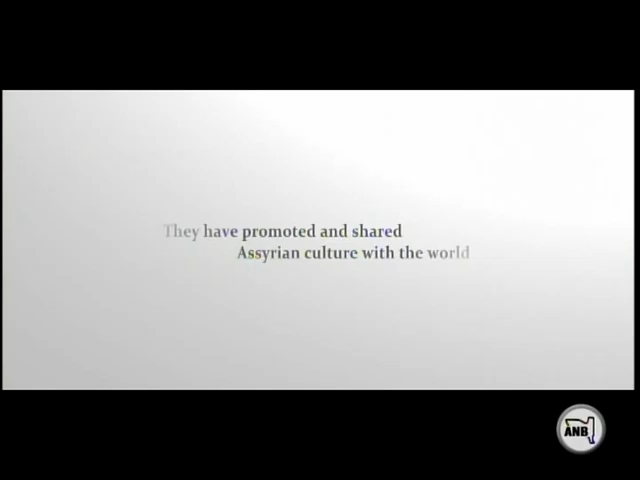 They have promoted and shared
Assyrian culture with the world
ANB